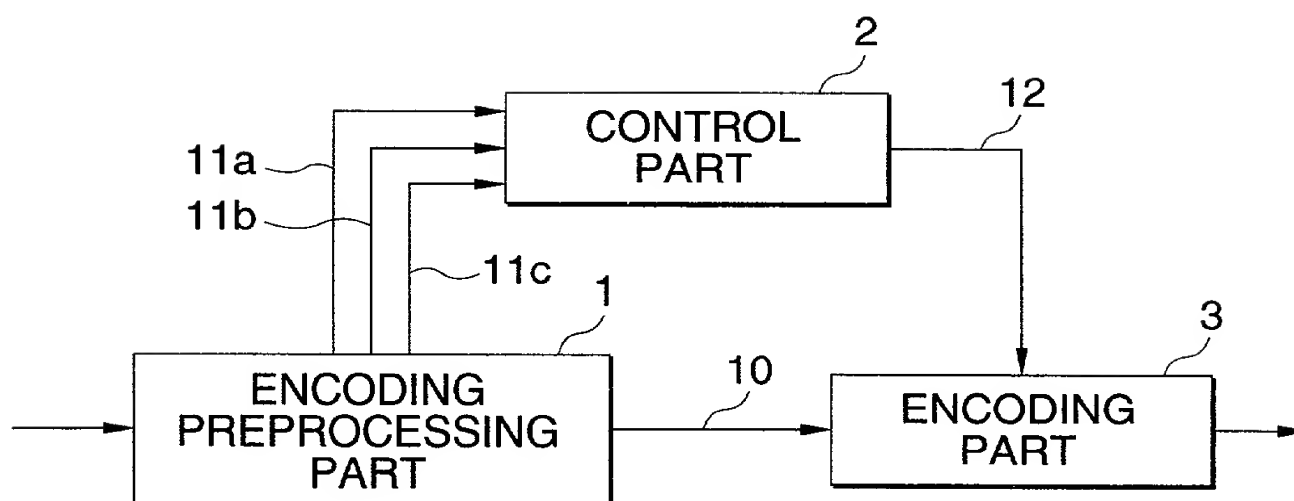 2
CONTROL
PART
12
11a
11b
11c
1
ENCODING
PREPROCESSING
PART
10
3
ENCODING
PART